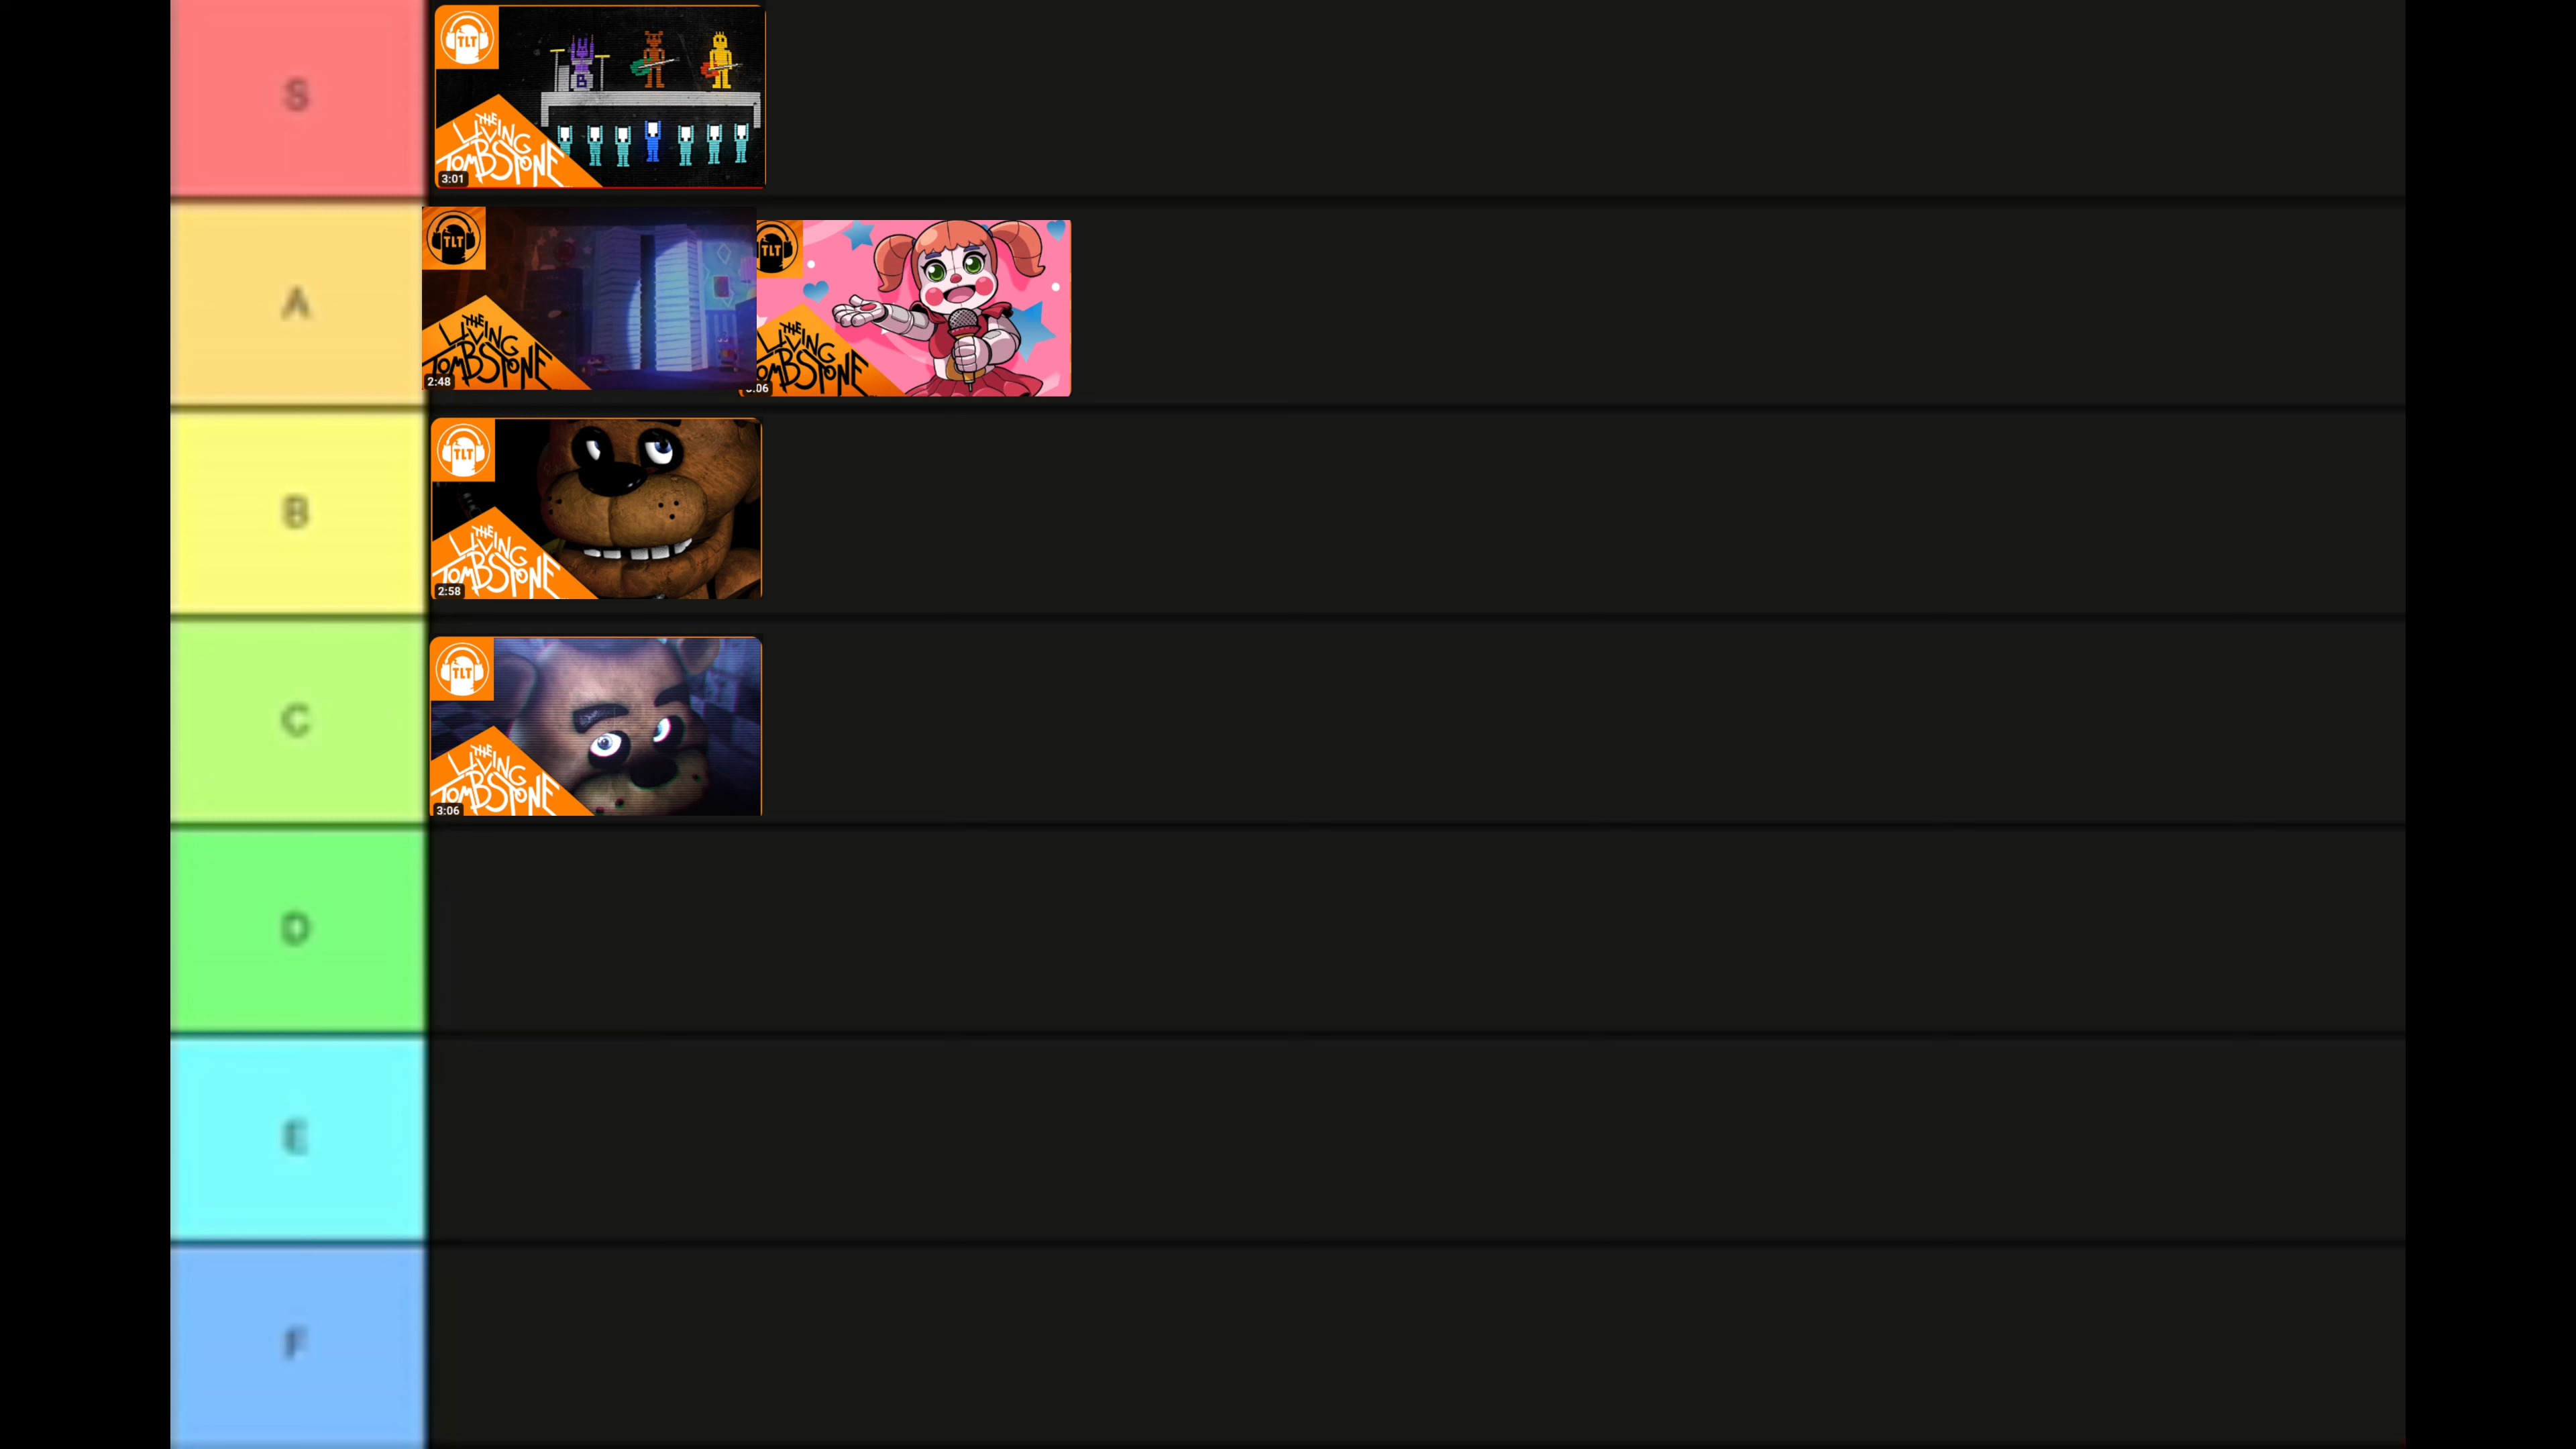 S
TLT
THE
LIVING
TOMBSTONE
3:01
A
TLT
THE
LIVING
TOMBSTONE
2:48
TLT
THE
LIVING
TOMBSTONE
:06
B
TLT
THE
LIVING
TOMBSTONE
2:58
C
TLT
THE
LIVING
TOMBSTONE
3:06
D
E
F